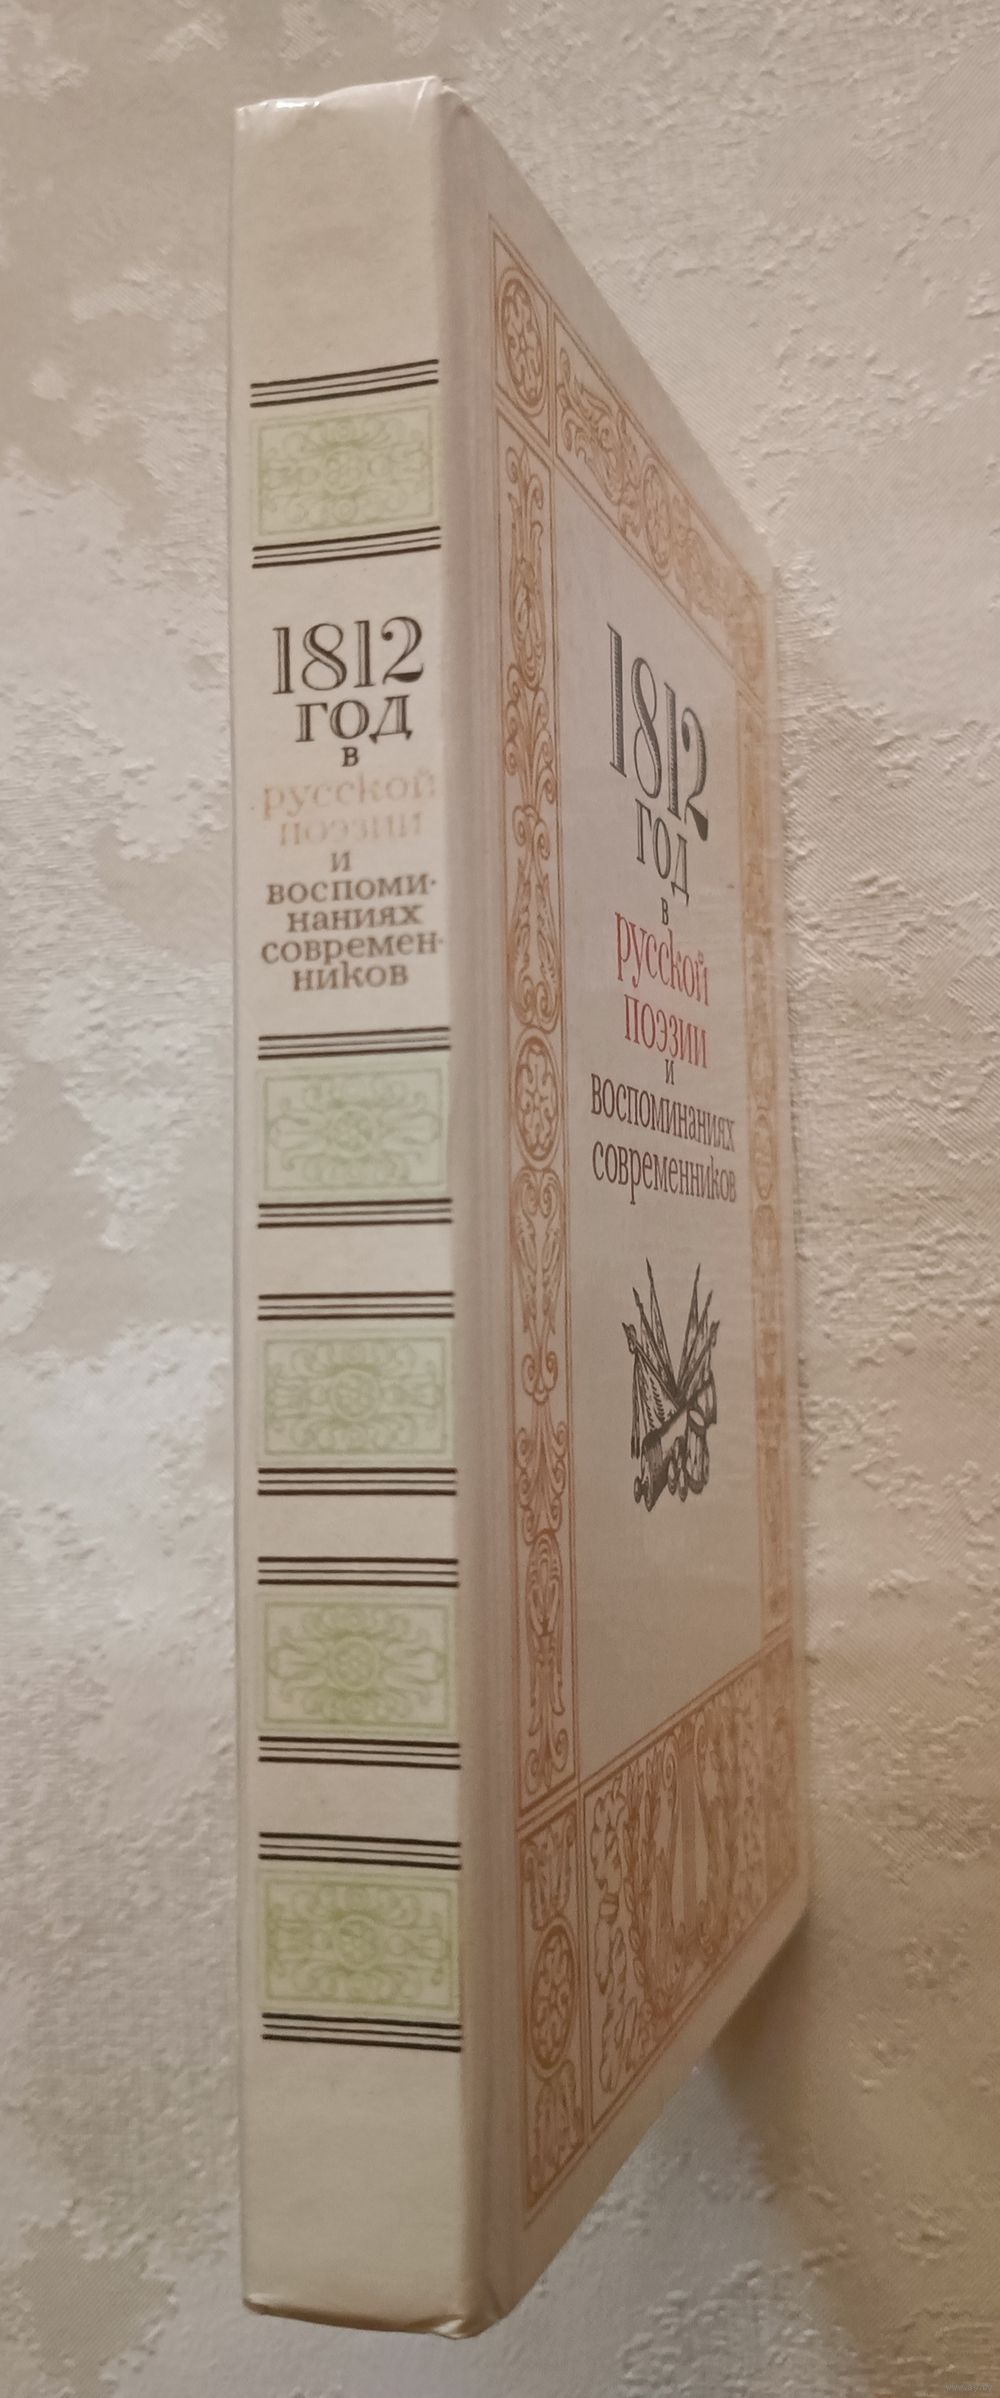 1812
год
в
русской
поэзии
и
воспоми-
наниях
современ-
ников
1812
год
в
русской
поэзии
и
воспоминаниях
современников